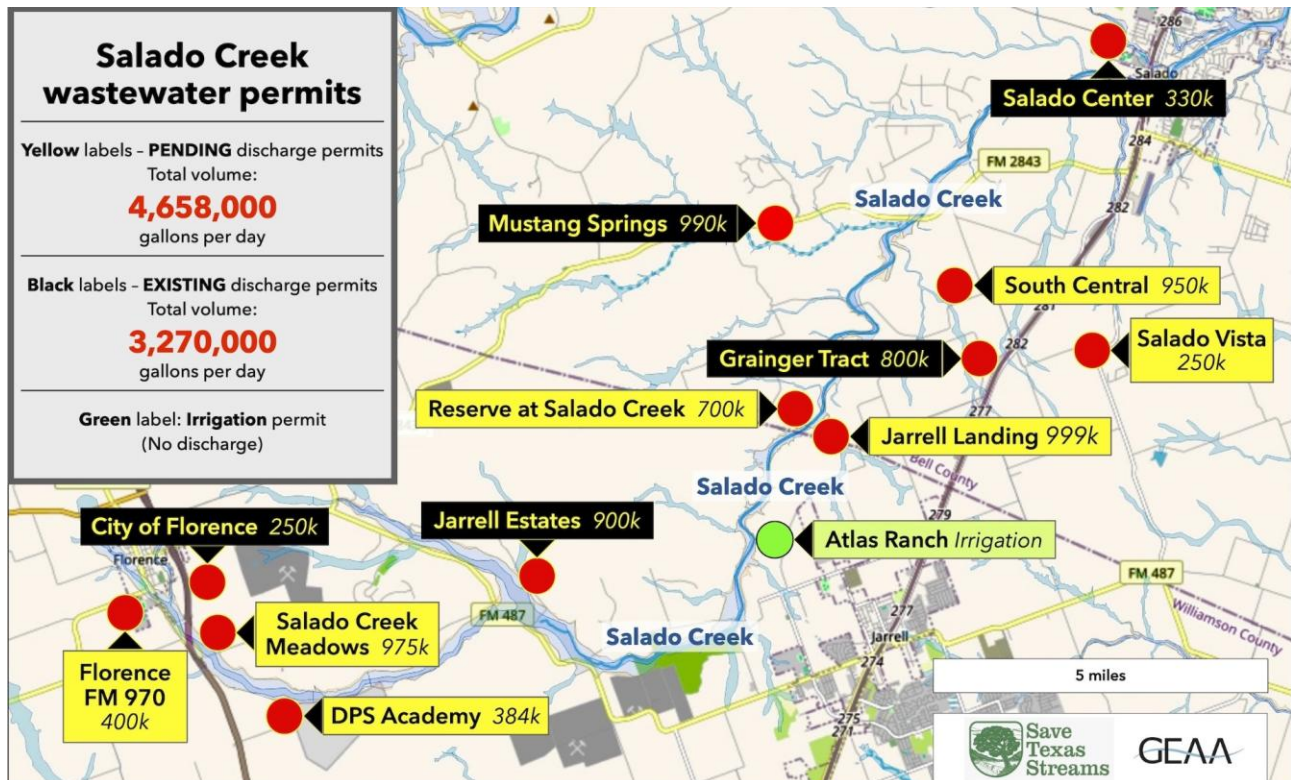 Salado Creek
wastewater permits
Yellow labels – PENDING discharge permits
Total volume:
4,658,000
gallons per day
Black labels – EXISTING discharge permits
Total volume:
3,270,000
gallons per day
Green label: Irrigation permit
(No discharge)
286
Salado
Salado Center 330k
284
FM 2843
Salado Creek
282
Mustang Springs 990k
South Central 950k
281
282
Grainger Tract 800k
Salado Vista
250k
277
Reserve at Salado Creek 700k
Jarrell Landing 999k
Bell County
Salado Creek
279
City of Florence 250k
Jarrell Estates 900k
Atlas Ranch Irrigation
Florence
FM 487
Williamson County
FM 487
277
Salado Creek
Meadows 975k
Salado Creek
Jarrell
274
Florence
FM 970
400k
5 miles
DPS Academy 384k
275
271
Save
Texas
Streams
GEAA